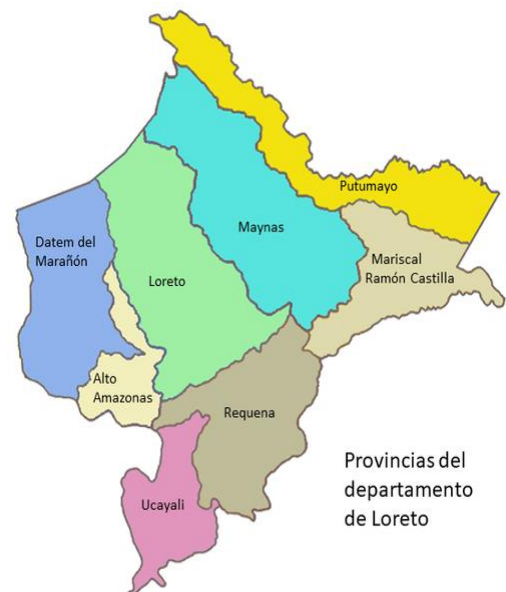 Putumayo
Maynas
Datem del
Marañón
Mariscal
Ramón Castilla
Loreto
Alto
Amazonas
Requena
Ucayali
Provincias del
departamento
de Loreto